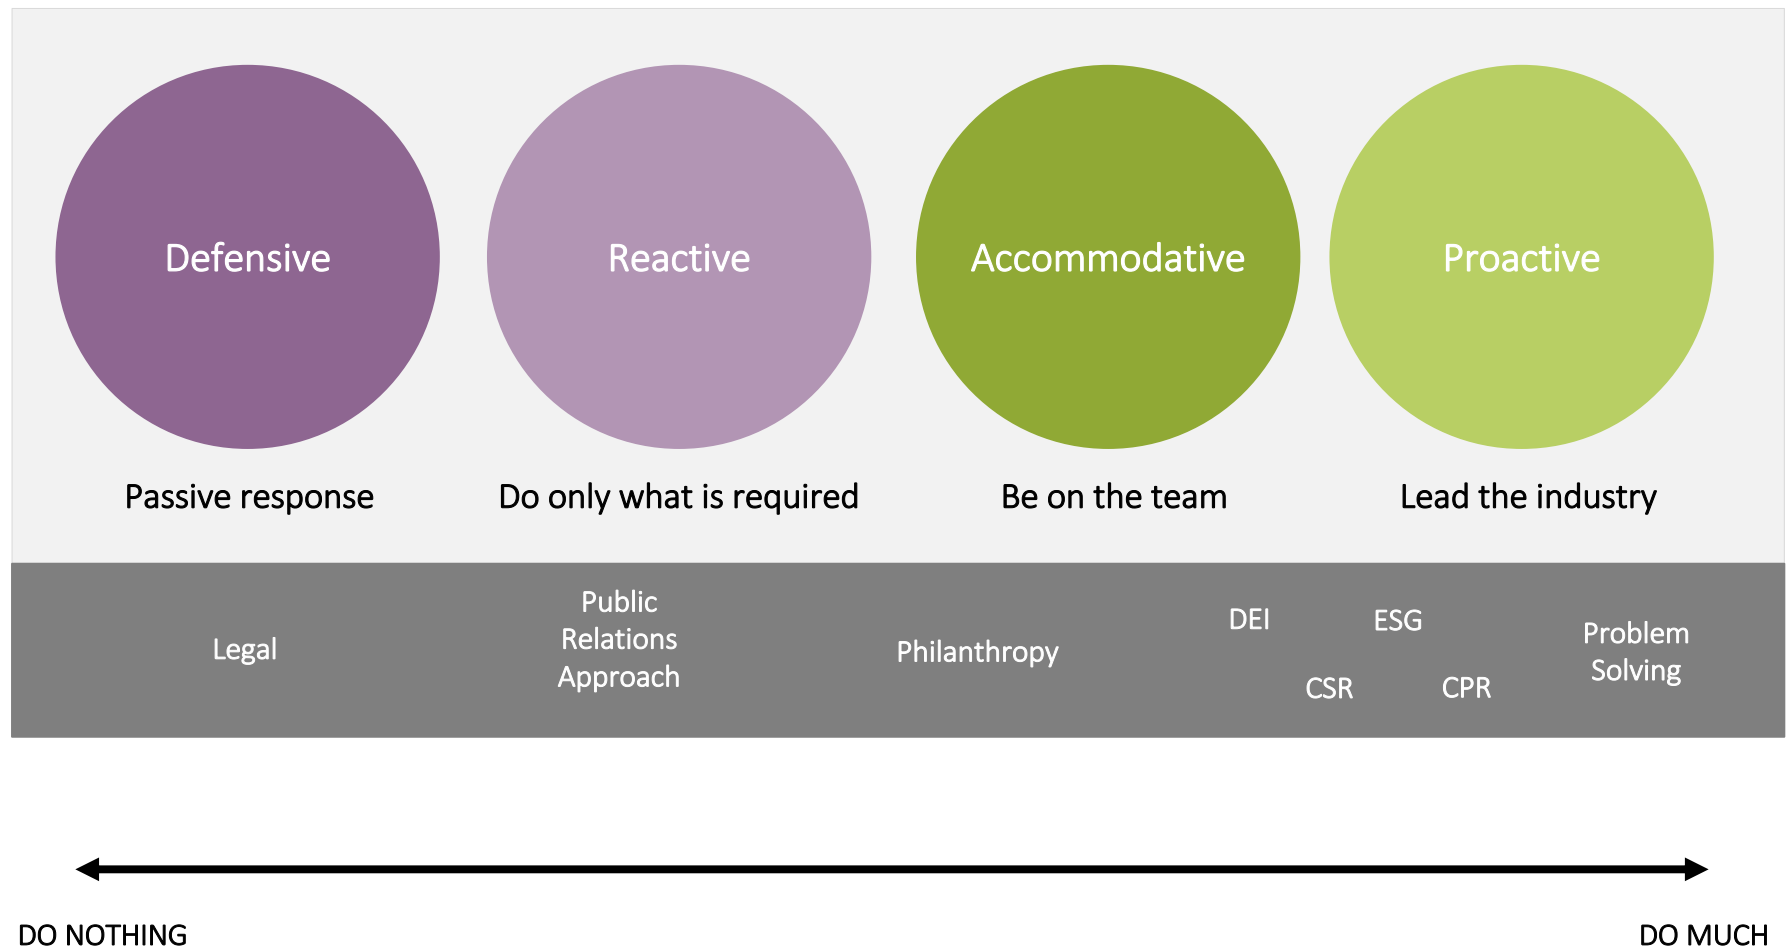 Defensive
Reactive
Accommodative
Proactive
Passive response
Do only what is required
Be on the team
Lead the industry
Legal
Public
Relations
Approach
Philanthropy
DEI
ESG
CSR
CPR
Problem
Solving
DO NOTHING
DO MUCH